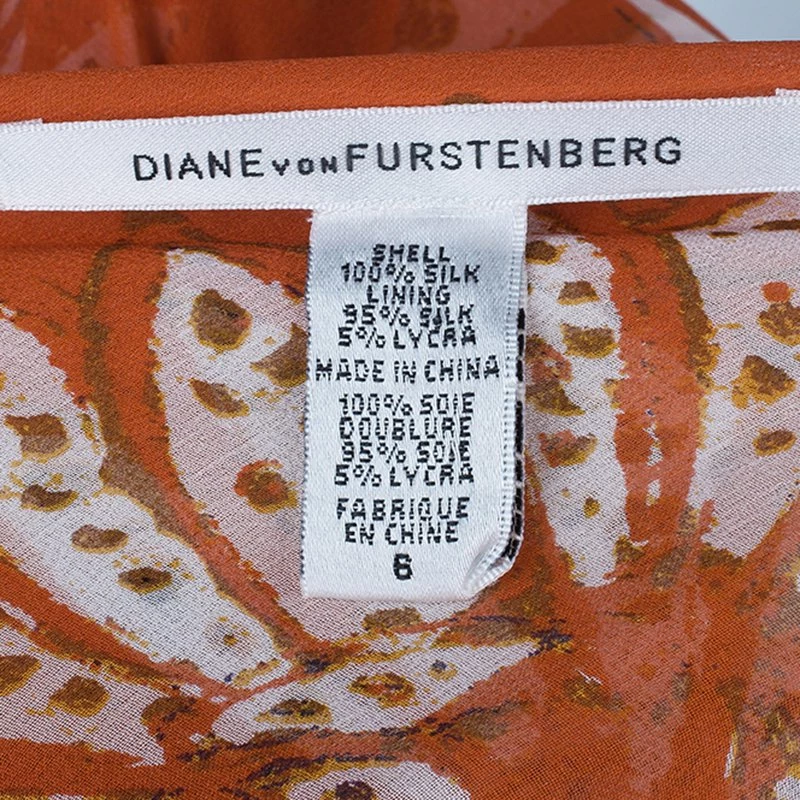 DIANE VON FURSTENBERG
SHELL
100% SILK
LINING
95% SILK
5% LYCRA
MADE IN CHINA
100% SOIE
DOUBLURE
95% SOIE
5% LYCRA
FABRIQUE
EN CHINE
6